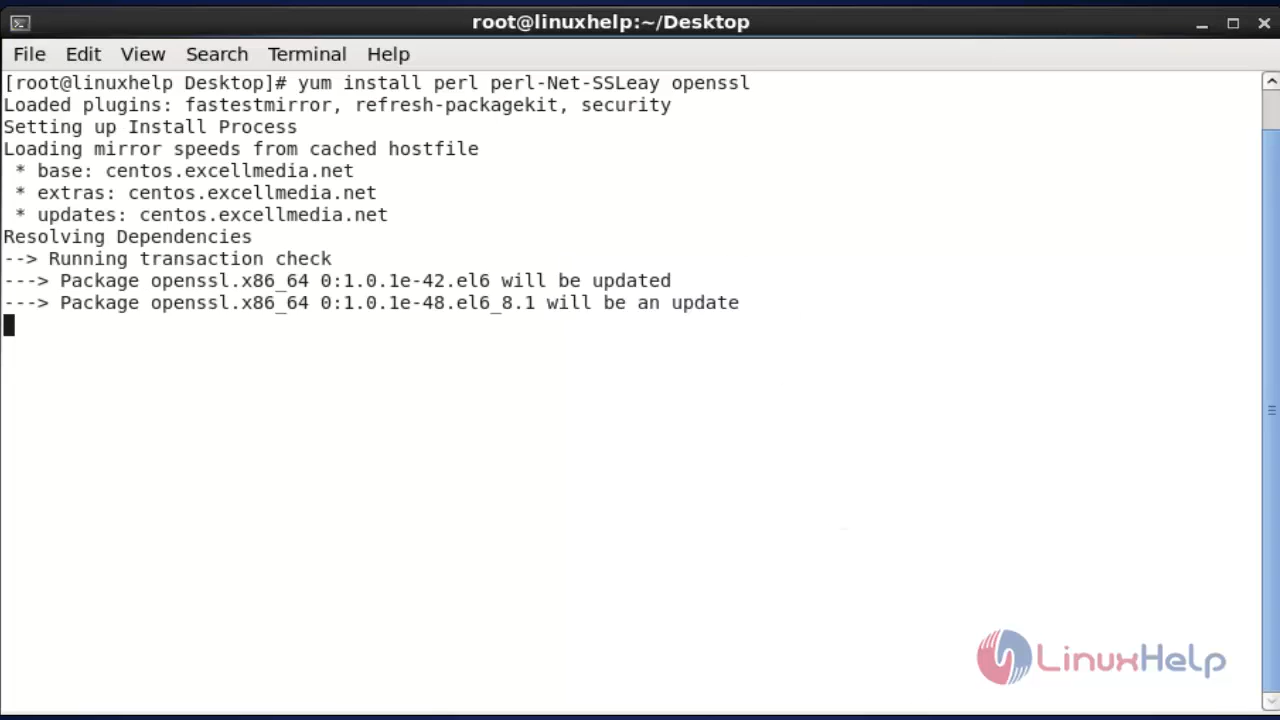 root@linuxhelp:~/Desktop
File Edit View Search Terminal Help
[root@linuxhelp Desktop]# yum install perl perl-Net-SSLeay openssl
Loaded plugins: fastestmirror, refresh-packagekit, security
Setting up Install Process
Loading mirror speeds from cached hostfile
 * base: centos.excellmedia.net
 * extras: centos.excellmedia.net
 * updates: centos.excellmedia.net
Resolving Dependencies
--> Running transaction check
---> Package openssl.x86_64 0:1.0.1e-42.el6 will be updated
---> Package openssl.x86_64 0:1.0.1e-48.el6_8.1 will be an update
LinuxHelp